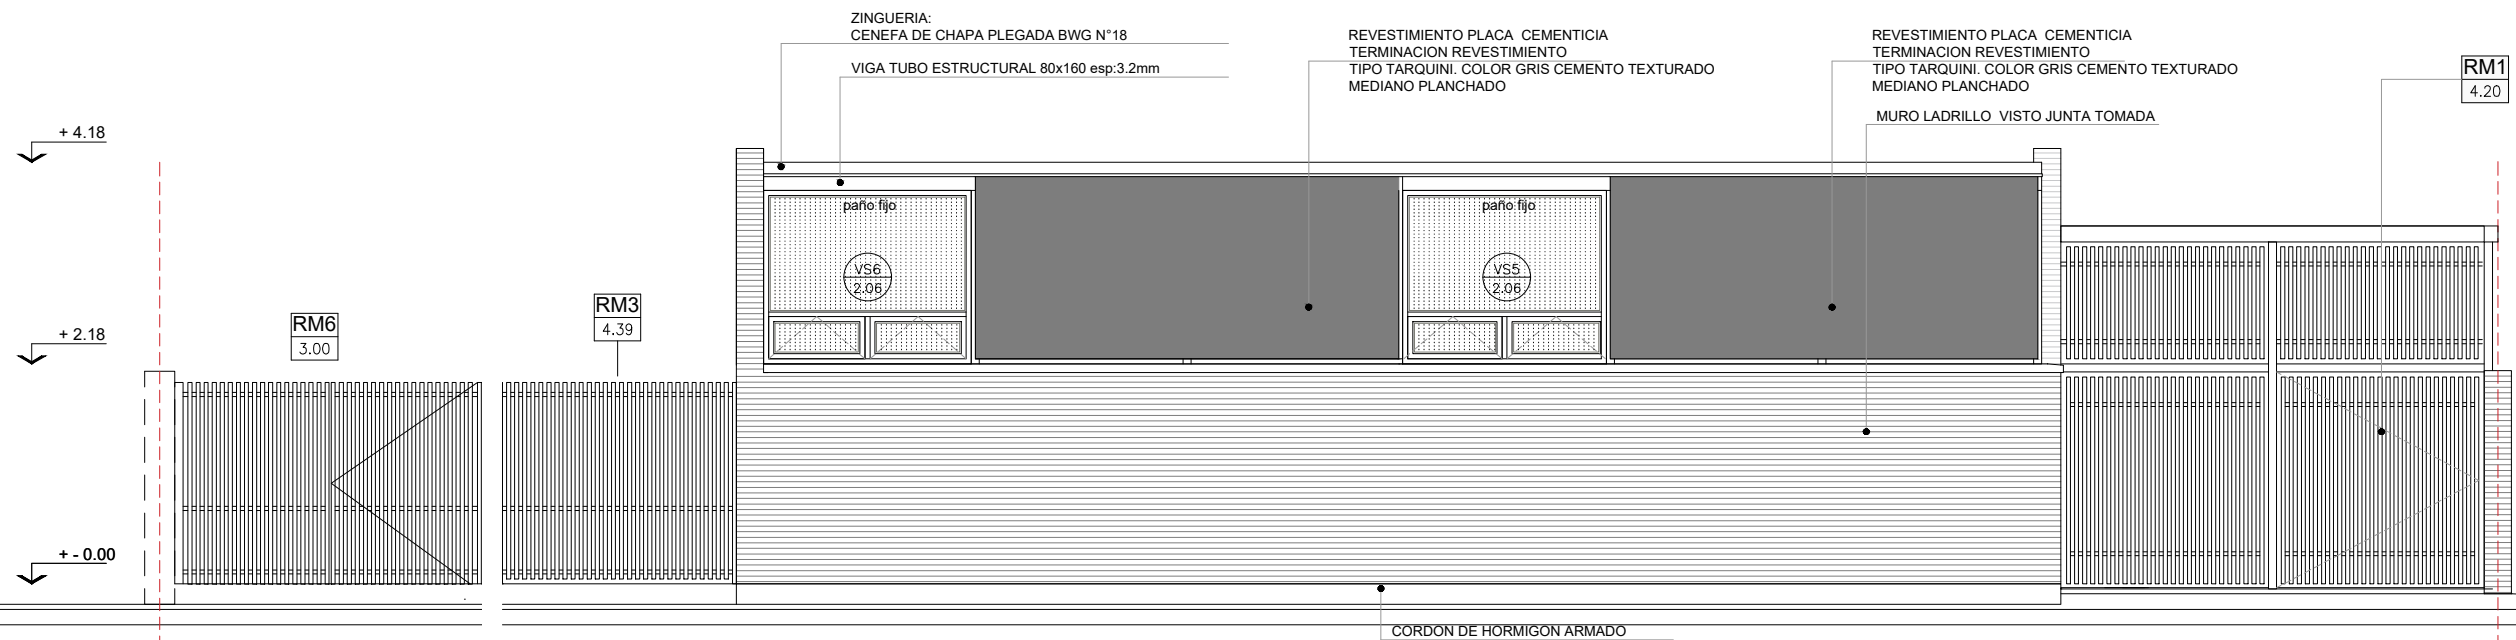 ZINGUERIA:
CENEFA DE CHAPA PLEGADA BWG N°18
VIGA TUBO ESTRUCTURAL 80x160 esp:3.2mm
REVESTIMIENTO PLACA CEMENTICIA
TERMINACION REVESTIMIENTO
TIPO TARQUINI. COLOR GRIS CEMENTO TEXTURADO
MEDIANO PLANCHADO
REVESTIMIENTO PLACA CEMENTICIA
TERMINACION REVESTIMIENTO
TIPO TARQUINI. COLOR GRIS CEMENTO TEXTURADO
MEDIANO PLANCHADO
MURO LADRILLO VISTO JUNTA TOMADA
RM1
4.20
+ 4.18
paño fijo
paño fijo
VS6
2.06
VS5
2.06
RM6
3.00
RM3
4.39
+ 2.18
+ - 0.00
CORDON DE HORMIGON ARMADO